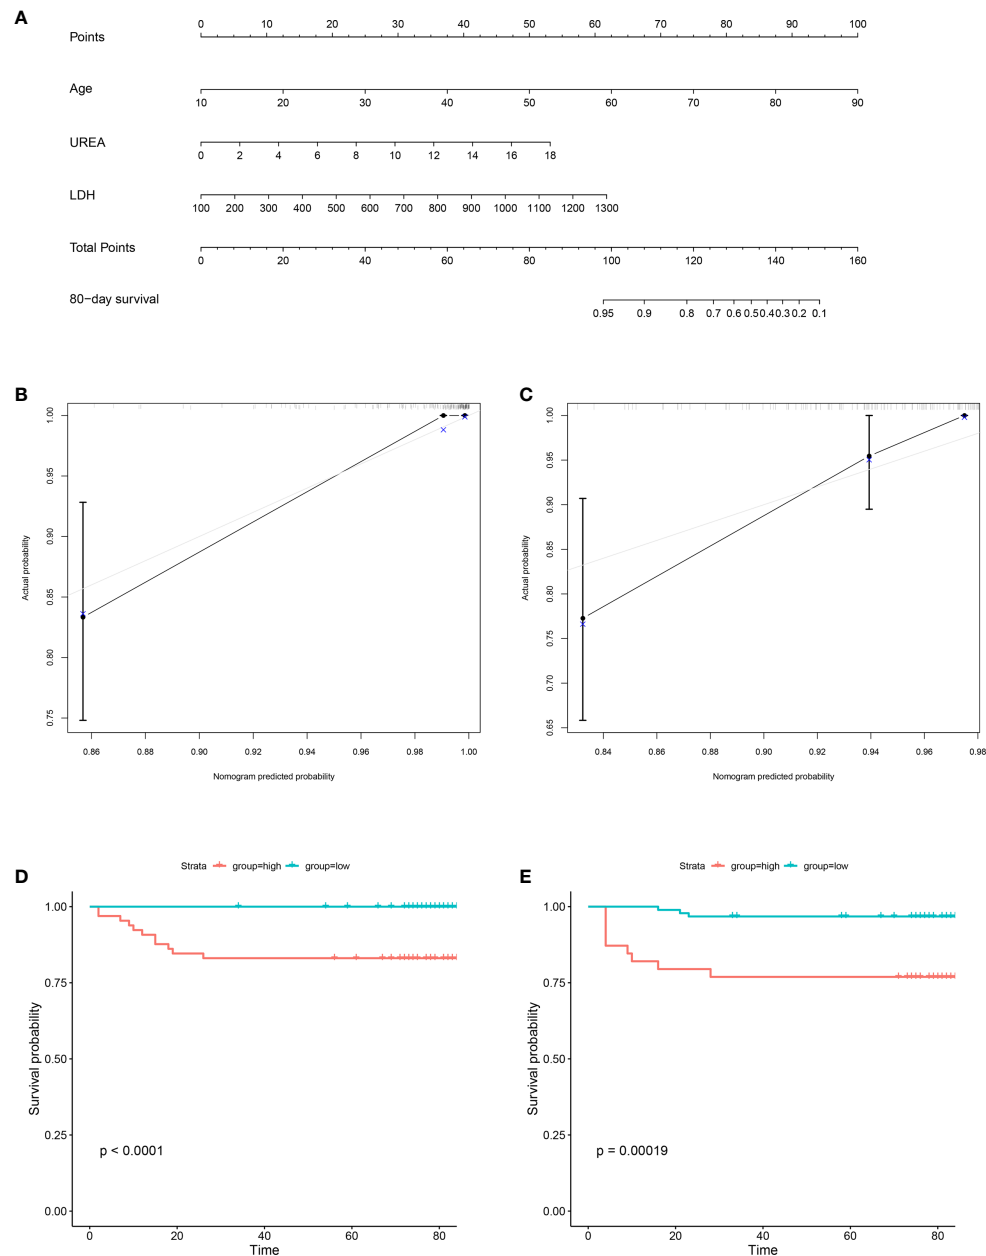 A
0 10 20 30 40 50 60 70 80 90 100
Points
Age
10 20 30 40 50 60 70 80 90
UREA
0 2 4 6 8 10 12 14 16 18
LDH
100 200 300 400 500 600 700 800 900 1000 1100 1200 1300
Total Points
0 20 40 60 80 100 120 140 160
80−day survival
0.95 0.9 0.8 0.7 0.6 0.5 0.4 0.3 0.2 0.1
B
1.00
0.95
0.90
0.85
0.80
0.75
Actual probability
0.86 0.88 0.90 0.92 0.94 0.96 0.98 1.00
Nomogram predicted probability
C
1.00
0.95
0.90
0.85
0.80
0.75
0.70
0.65
Actual probability
0.84 0.86 0.88 0.90 0.92 0.94 0.96 0.98
Nomogram predicted probability
D
Strata group=high group=low
1.00
0.75
0.50
0.25
0.00
Survival probability
p < 0.0001
0 20 40 60 80
Time
E
Strata group=high group=low
1.00
0.75
0.50
0.25
0.00
Survival probability
p = 0.00019
0 20 40 60 80
Time